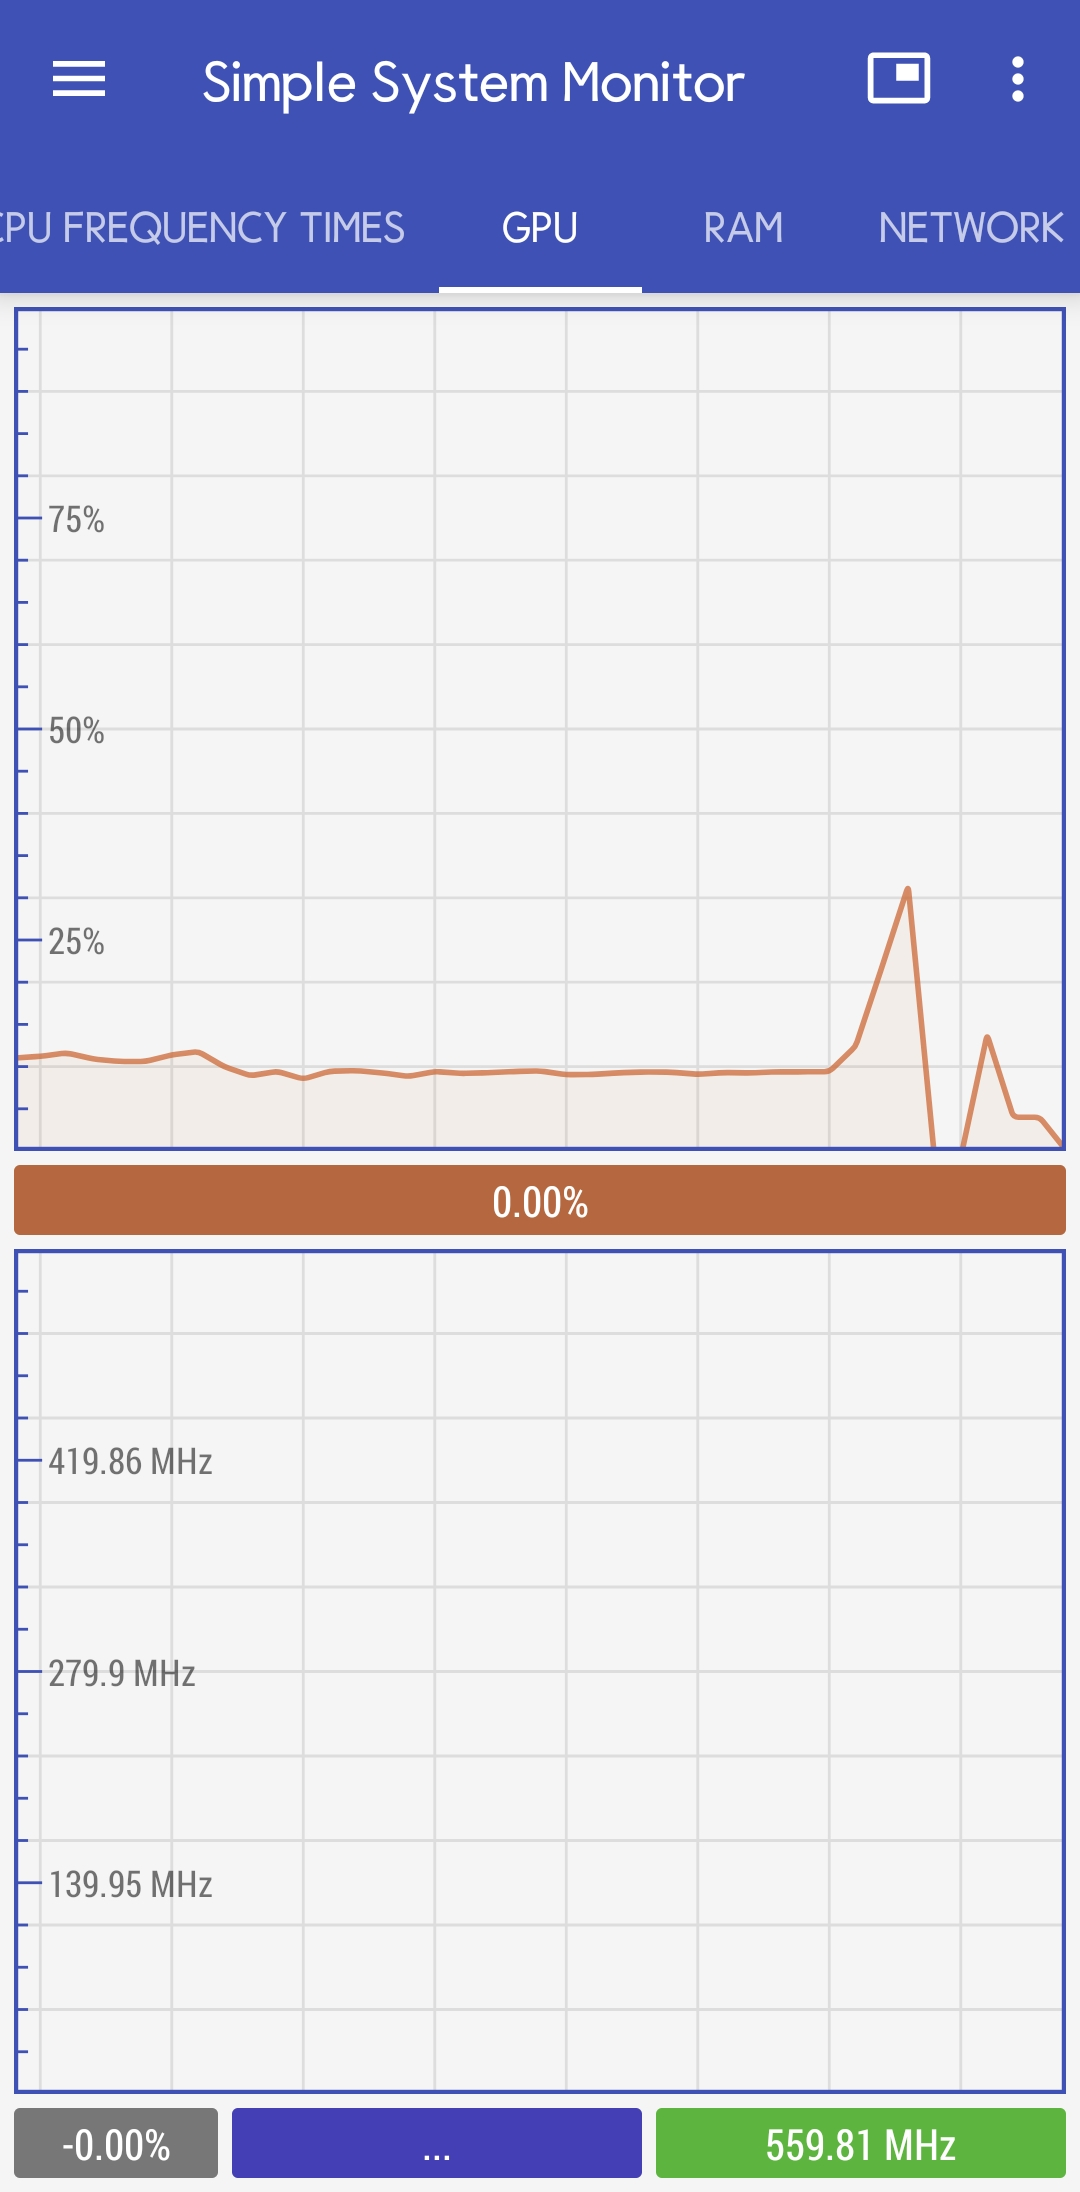 Simple System Monitor
CPU FREQUENCY TIMES GPU RAM NETWORK
75%
50%
25%
0.00%
419.86 MHz
279.9 MHz
139.95 MHz
-0.00% ... 559.81 MHz